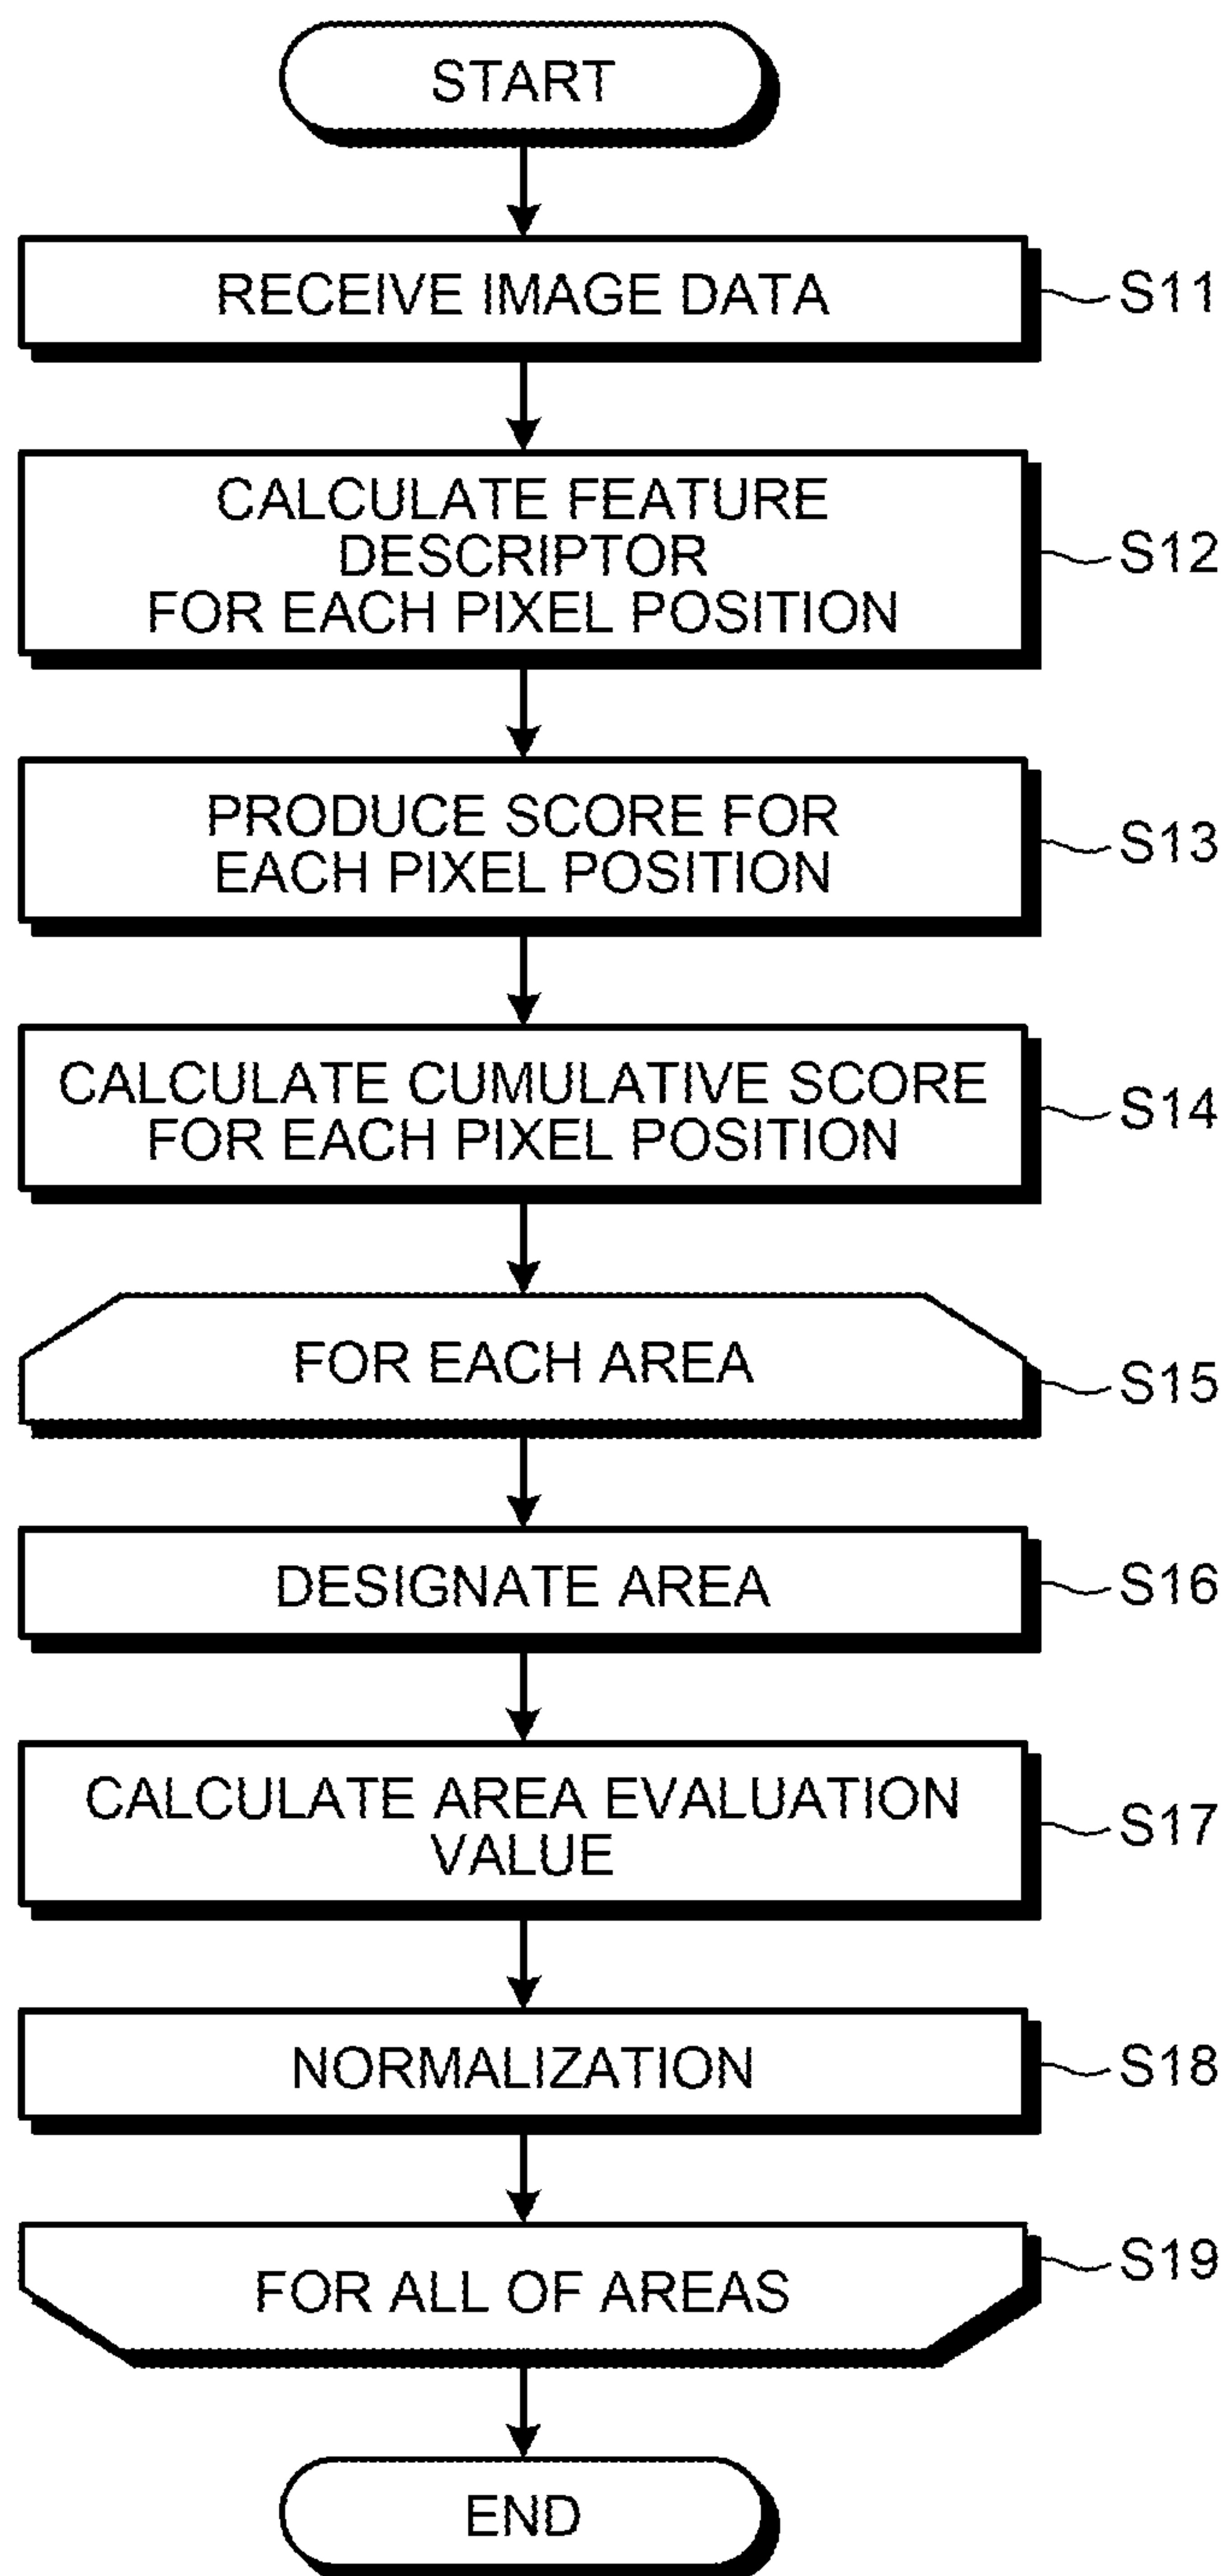 START
RECEIVE IMAGE DATA
S11
CALCULATE FEATURE
DESCRIPTOR
FOR EACH PIXEL POSITION
S12
PRODUCE SCORE FOR
EACH PIXEL POSITION
S13
CALCULATE CUMULATIVE SCORE
FOR EACH PIXEL POSITION
S14
FOR EACH AREA
S15
DESIGNATE AREA
S16
CALCULATE AREA EVALUATION
VALUE
S17
NORMALIZATION
S18
FOR ALL OF AREAS
S19
END